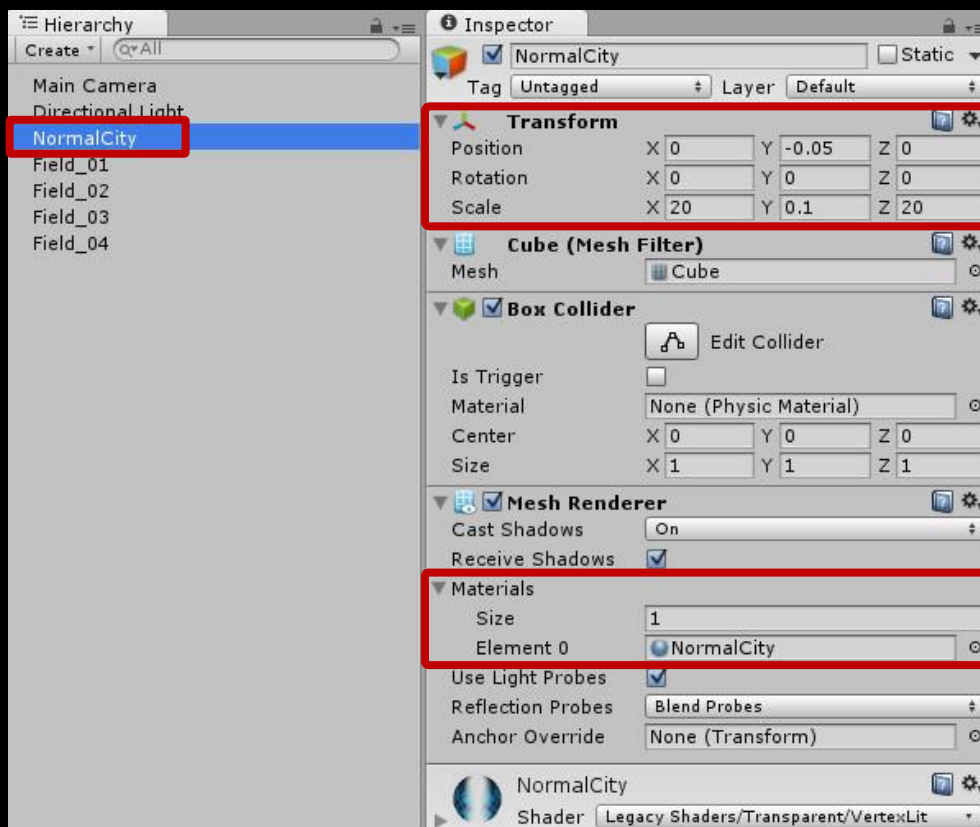 Hierarchy
Create
All
Main Camera
Directional Light
NormalCity
Field_01
Field_02
Field_03
Field_04
Inspector
NormalCity Static
Tag Untagged Layer Default
Transform
Position X 0 Y -0.05 Z 0
Rotation X 0 Y 0 Z 0
Scale X 20 Y 0.1 Z 20
Cube (Mesh Filter)
Mesh Cube
Box Collider
Edit Collider
Is Trigger
Material None (Physic Material)
Center X 0 Y 0 Z 0
Size X 1 Y 1 Z 1
Mesh Renderer
Cast Shadows On
Receive Shadows
Materials
Size 1
Element 0 NormalCity
Use Light Probes
Reflection Probes Blend Probes
Anchor Override None (Transform)
NormalCity
Shader Legacy Shaders/Transparent/VertexLit